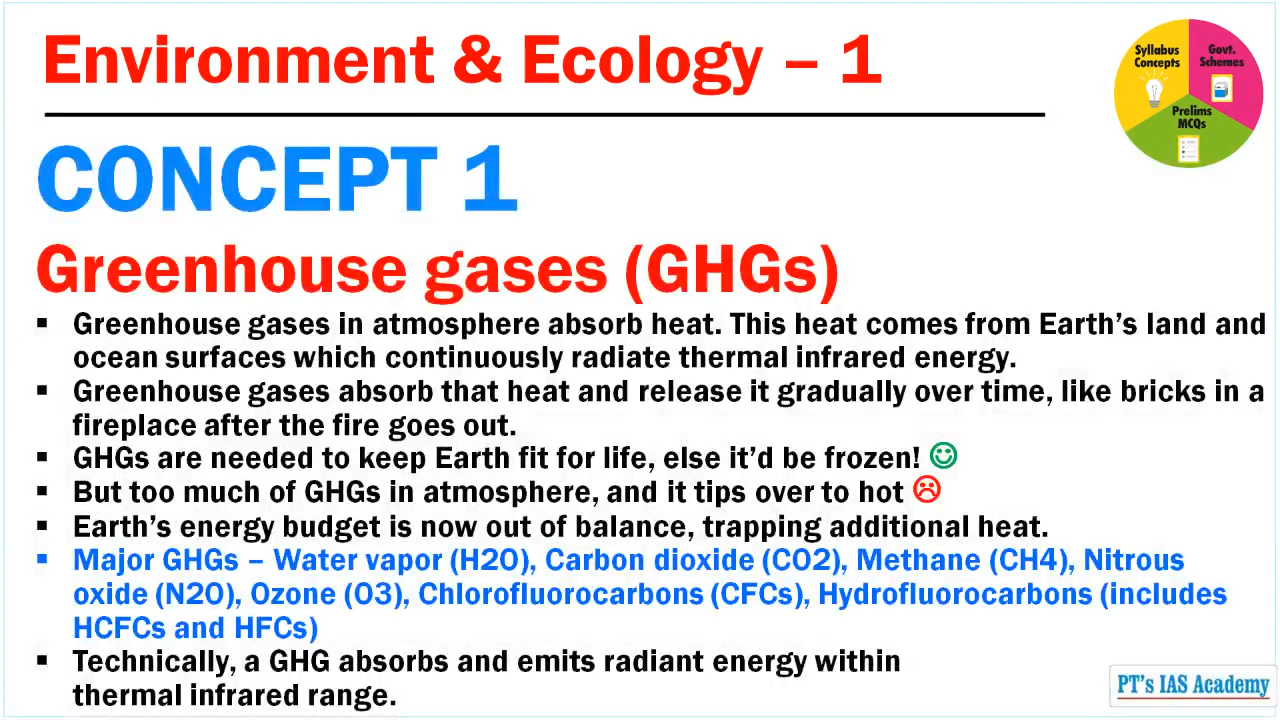 Environment & Ecology – 1
Syllabus
Concepts
Govt.
Schemes
Prelims
MCQs
CONCEPT 1
Greenhouse gases (GHGs)
▪ Greenhouse gases in atmosphere absorb heat. This heat comes from Earth's land and
ocean surfaces which continuously radiate thermal infrared energy.
▪ Greenhouse gases absorb that heat and release it gradually over time, like bricks in a
fireplace after the fire goes out.
▪ GHGs are needed to keep Earth fit for life, else it'd be frozen! ☺
▪ But too much of GHGs in atmosphere, and it tips over to hot ☹
▪ Earth's energy budget is now out of balance, trapping additional heat.
▪ Major GHGs – Water vapor (H2O), Carbon dioxide (CO2), Methane (CH4), Nitrous
oxide (N2O), Ozone (O3), Chlorofluorocarbons (CFCs), Hydrofluorocarbons (includes
HCFCs and HFCs)
▪ Technically, a GHG absorbs and emits radiant energy within
thermal infrared range.
PT's IAS Academy